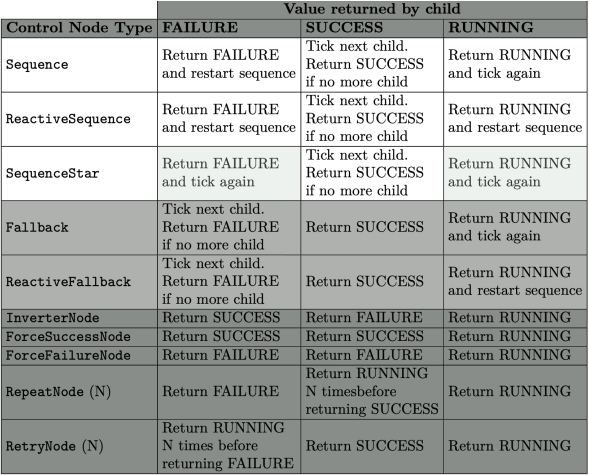 Value returned by child
Control Node Type FAILURE SUCCESS RUNNING
Sequence
Return FAILURE
and restart sequence
Tick next child.
Return SUCCESS
if no more child
Return RUNNING
and tick again
ReactiveSequence
Return FAILURE
and restart sequence
Tick next child.
Return SUCCESS
if no more child
Return RUNNING
and restart sequence
SequenceStar
Return FAILURE
and tick again
Tick next child.
Return SUCCESS
if no more child
Return RUNNING
and tick again
Fallback
Tick next child.
Return FAILURE
if no more child
Return SUCCESS
Return RUNNING
and tick again
ReactiveFallback
Tick next child.
Return FAILURE
if no more child
Return SUCCESS
Return RUNNING
and restart sequence
InverterNode Return SUCCESS Return FAILURE Return RUNNING
ForceSuccessNode Return SUCCESS Return SUCCESS Return RUNNING
ForceFailureNode Return FAILURE Return FAILURE Return RUNNING
RepeatNode (N)
Return FAILURE
Return RUNNING
N timesbefore
returning SUCCESS
Return RUNNING
RetryNode (N)
Return RUNNING
N times before
returning FAILURE
Return SUCCESS
Return RUNNING